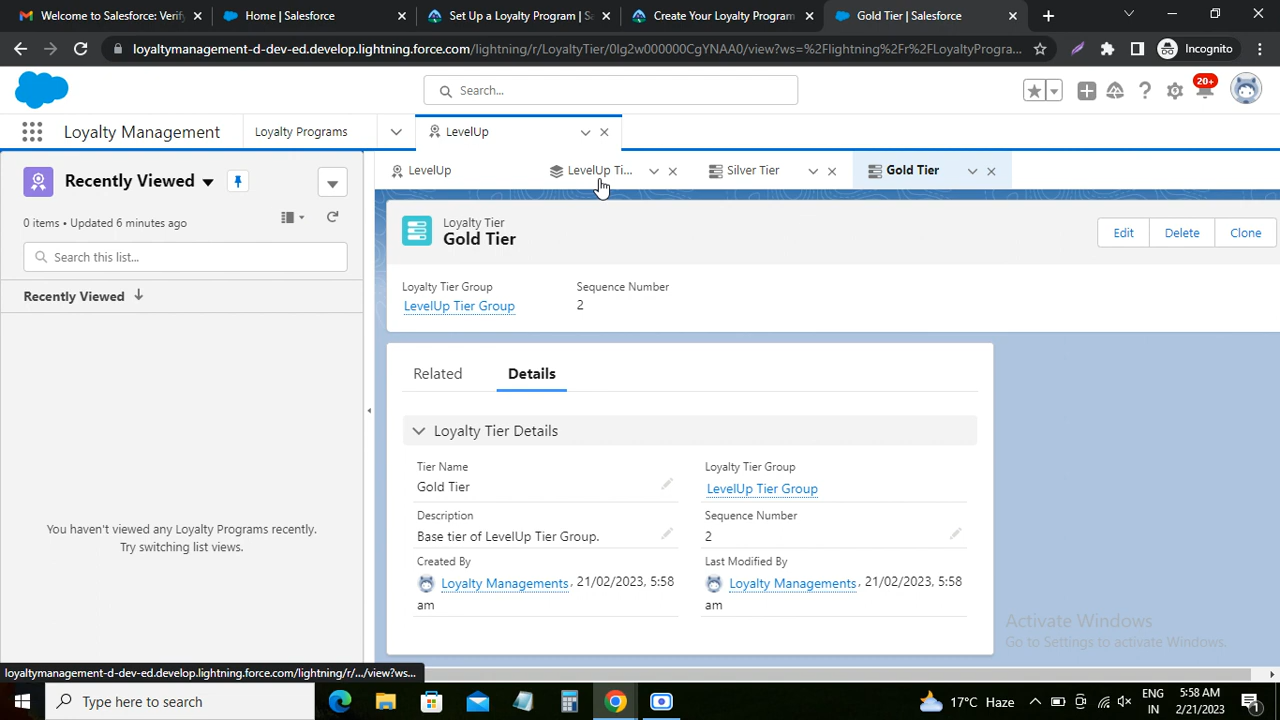 Welcome to Salesforce: Verify
Home | Salesforce
Set Up a Loyalty Program | Sa
Create Your Loyalty Program
Gold Tier | Salesforce
loyaltymanagement-d-dev-ed.develop.lightning.force.com/lightning/r/LoyaltyTier/0lg2w000000CgYNAA0/view?ws=%2Flightning%2Fr%2FLoyaltyProgra...
Incognito
Search...
20+
Loyalty Management
Loyalty Programs
LevelUp
LevelUp
LevelUp Ti...
Silver Tier
Gold Tier
Recently Viewed
0 items • Updated 6 minutes ago
Search this list...
Recently Viewed
You haven't viewed any Loyalty Programs recently.
Try switching list views.
Loyalty Tier
Gold Tier
Edit
Delete
Clone
Loyalty Tier Group
LevelUp Tier Group
Sequence Number
2
Related
Details
Loyalty Tier Details
Tier Name
Gold Tier
Loyalty Tier Group
LevelUp Tier Group
Description
Base tier of LevelUp Tier Group.
Sequence Number
2
Created By
Loyalty Managements, 21/02/2023, 5:58
am
Last Modified By
Loyalty Managements, 21/02/2023, 5:58
am
Activate Windows
Go to Settings to activate Windows.
loyaltymanagement-d-dev-ed.develop.lightning.force.com/lightning/r/.../view?ws...
Type here to search
17°C Haze
ENG
IN
5:58 AM
2/21/2023
1